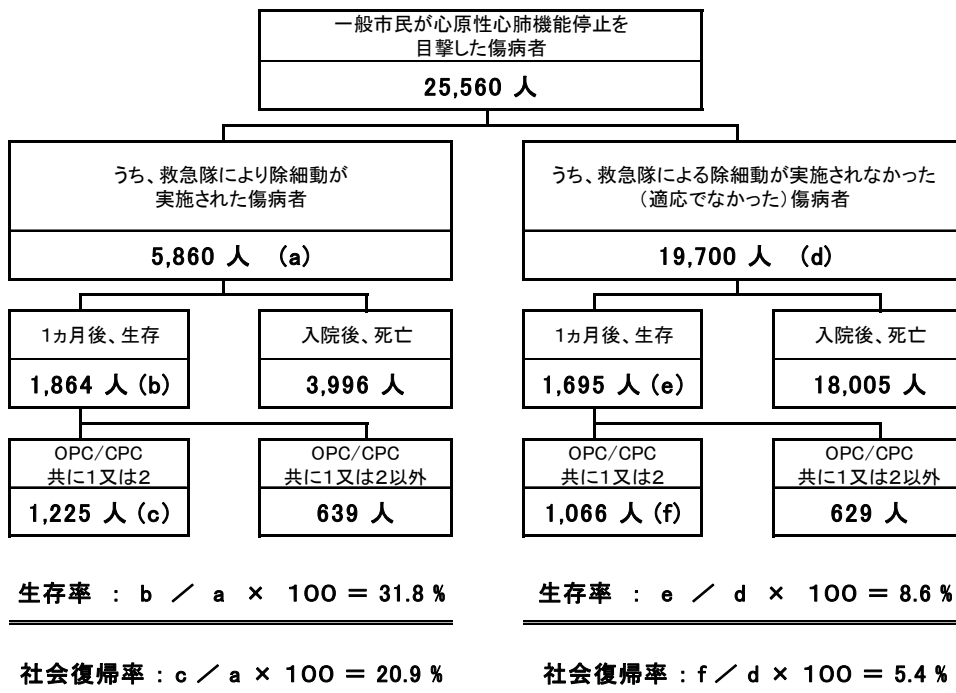 一般市民が心原性心肺機能停止を
目撃した傷病者
25,560 人
うち、救急隊により除細動が
実施された傷病者
5,860 人 (a)
うち、救急隊による除細動が実施されなかった
(適応でなかった)傷病者
19,700 人 (d)
1ヵ月後、生存
1,864 人 (b)
入院後、死亡
3,996 人
1ヵ月後、生存
1,695 人 (e)
入院後、死亡
18,005 人
OPC/CPC
共に1又は2
1,225 人 (c)
OPC/CPC
共に1又は2以外
639 人
OPC/CPC
共に1又は2
1,066 人 (f)
OPC/CPC
共に1又は2以外
629 人
生存率 : b / a × 100 = 31.8 %
社会復帰率 : c / a × 100 = 20.9 %
生存率 : e / d × 100 = 8.6 %
社会復帰率 : f / d × 100 = 5.4 %